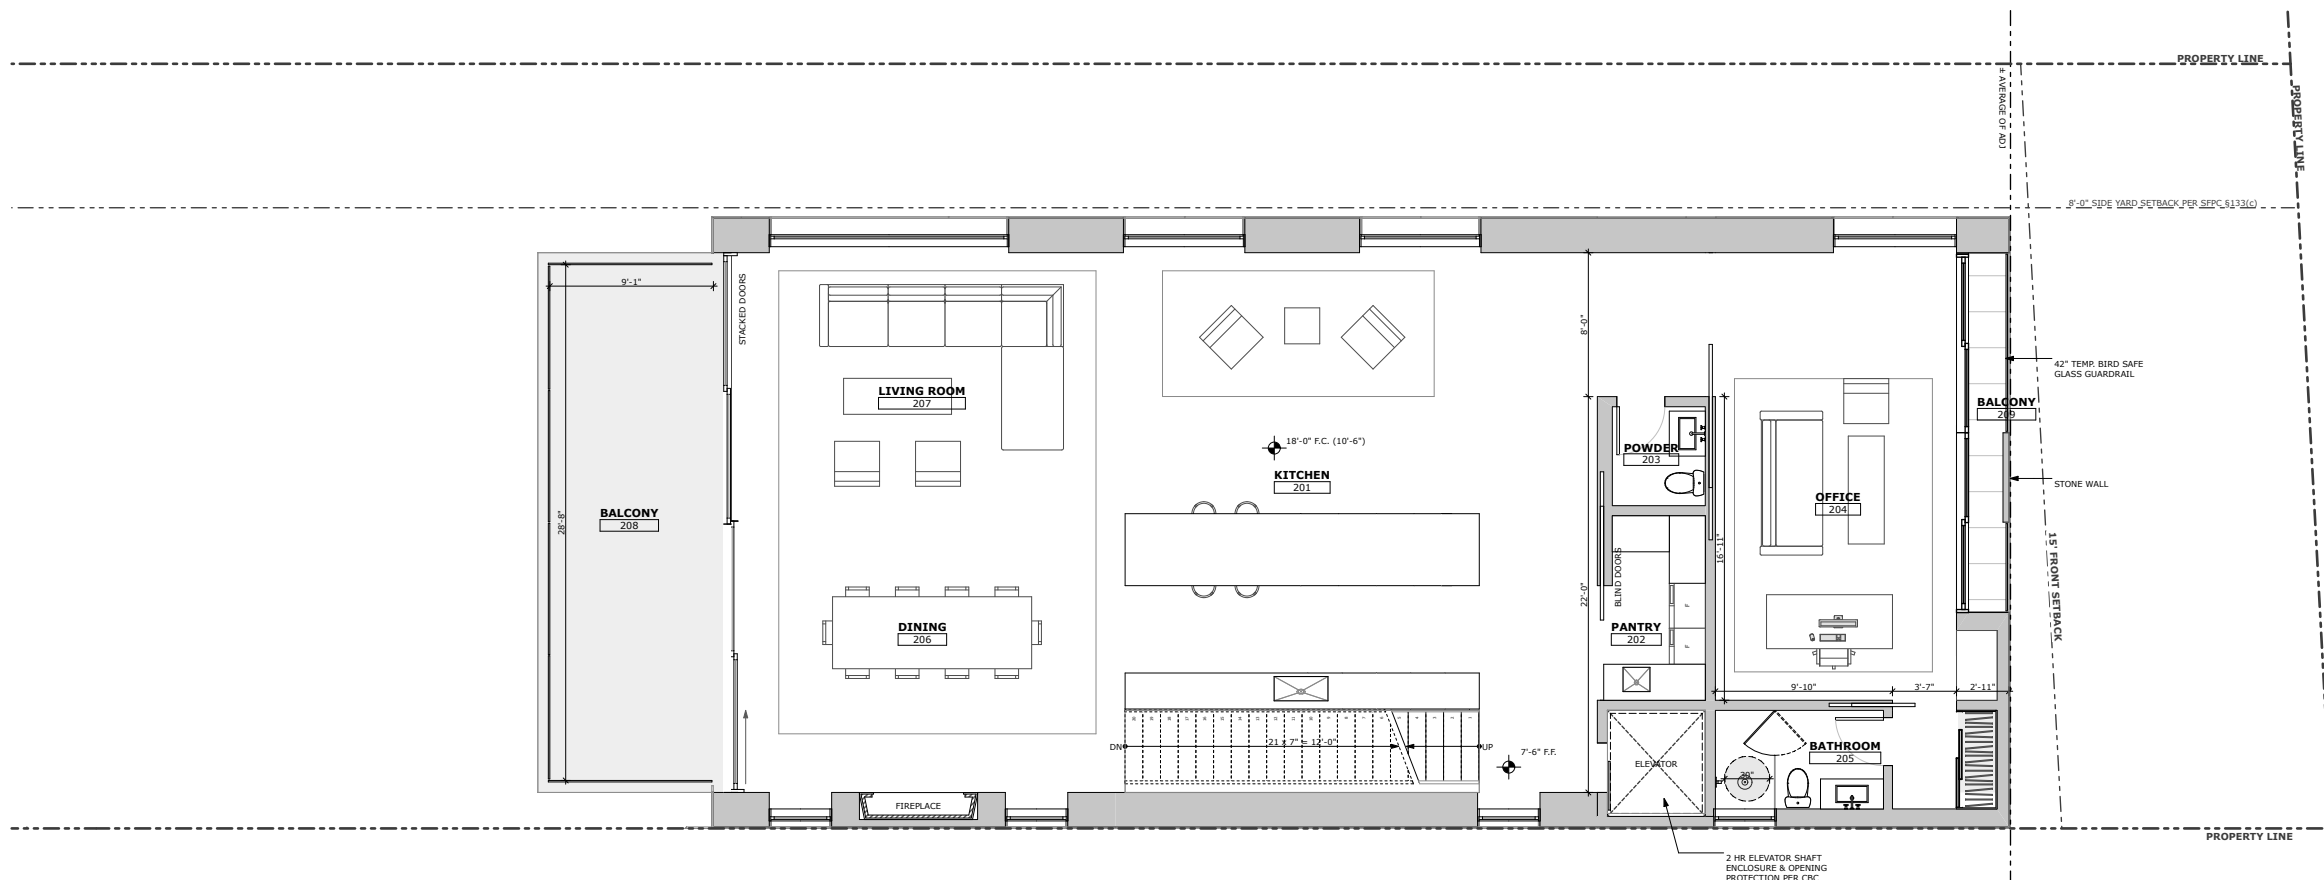 PROPERTY LINE
PROPERTY LINE
± AVERAGE OF ADJ
8'-0" SIDE YARD SETBACK PER SFPC §133(c)
9'-1"
STACKED DOORS
8'-0"
42" TEMP. BIRD SAFE
GLASS GUARDRAIL
LIVING ROOM
207
BALCONY
209
18'-0" F.C. (10'-6")
POWDER
203
KITCHEN
201
STONE WALL
OFFICE
204
BALCONY
208
28'-8"
16'-11"
BLIND DOORS
22'-0"
15' FRONT SETBACK
DINING
206
PANTRY
202
F
F
9'-10"
3'-7"
2'-11"
DN
21 x 7" = 12'-0"
UP
7'-6" F.F.
BATHROOM
205
ELEVATOR
30"
FIREPLACE
PROPERTY LINE
2 HR ELEVATOR SHAFT
ENCLOSURE & OPENING
PROTECTION PER CBC